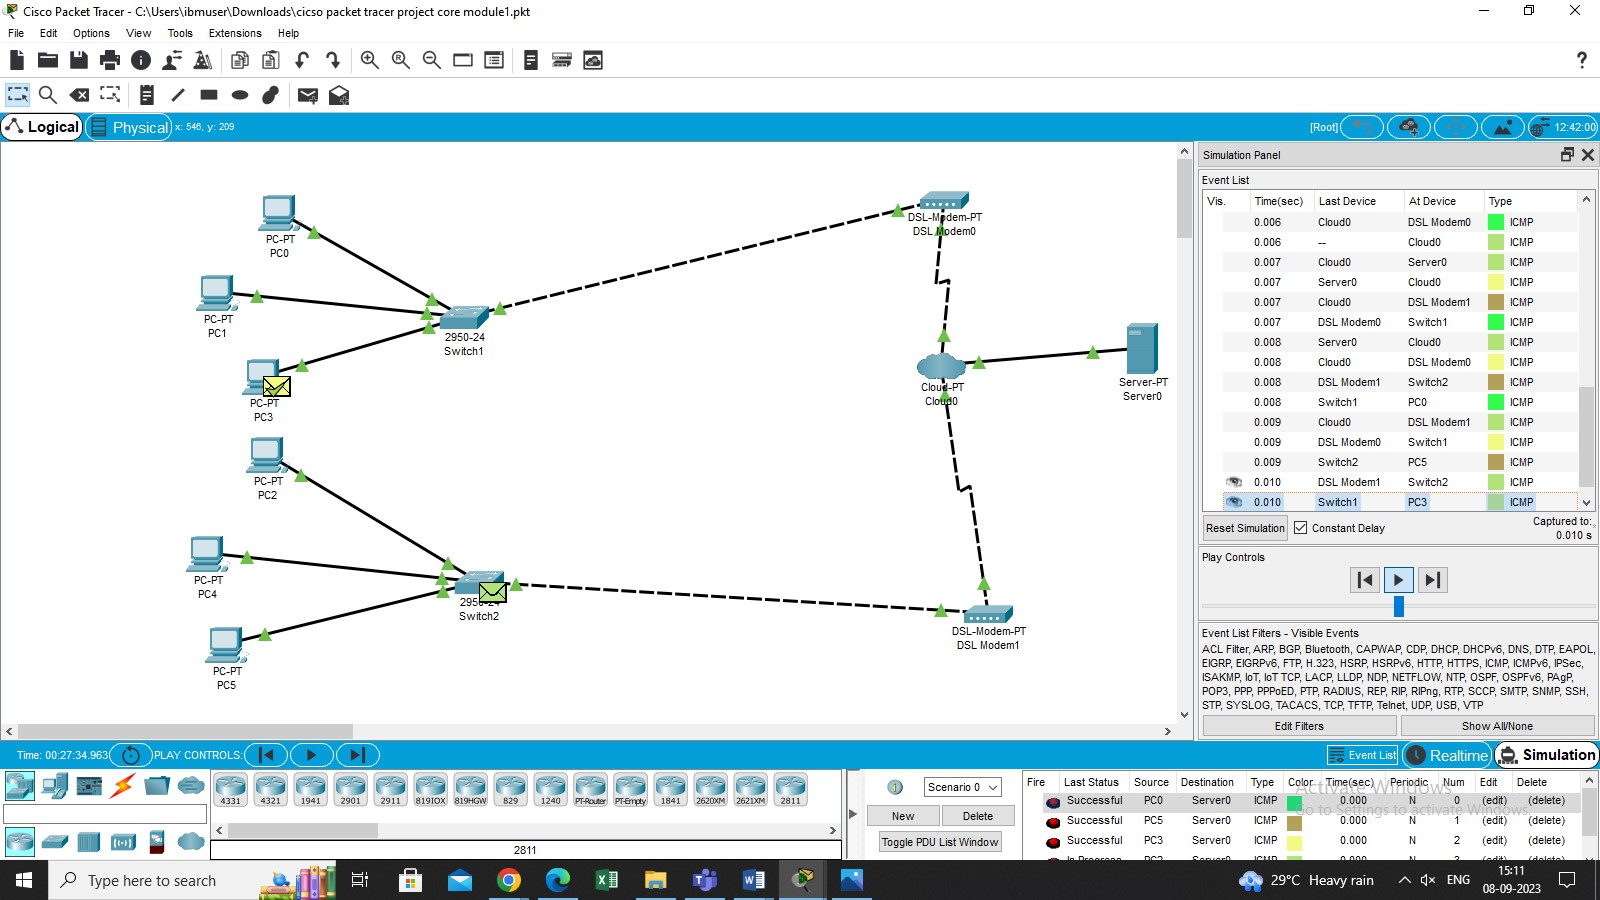 Cisco Packet Tracer - C:\Users\ibmuser\Downloads\cicso packet tracer project core module1.pkt
File Edit Options View Tools Extensions Help
Logical Physical x: 546, y: 209 [Root] 12:42:00
PC-PT
PC0
PC-PT
PC1
PC-PT
PC3
PC-PT
PC2
PC-PT
PC4
PC-PT
PC5
2950-24
Switch1
2950-24
Switch2
DSL-Modem-PT
DSL Modem0
Cloud-PT
Cloud0
Server-PT
Server0
DSL-Modem-PT
DSL Modem1
Simulation Panel
Event List
Vis. Time(sec) Last Device At Device Type
0.006 Cloud0 DSL Modem0 ICMP
0.006 -- Cloud0 ICMP
0.007 Cloud0 Server0 ICMP
0.007 Server0 Cloud0 ICMP
0.007 Cloud0 DSL Modem1 ICMP
0.007 DSL Modem0 Switch1 ICMP
0.008 Server0 Cloud0 ICMP
0.008 Cloud0 DSL Modem0 ICMP
0.008 DSL Modem1 Switch2 ICMP
0.008 Switch1 PC0 ICMP
0.009 Cloud0 DSL Modem1 ICMP
0.009 DSL Modem0 Switch1 ICMP
0.009 Switch2 PC5 ICMP
0.010 DSL Modem1 Switch2 ICMP
0.010 Switch1 PC3 ICMP
Reset Simulation Constant Delay Captured to:
0.010 s
Play Controls
Event List Filters - Visible Events
ACL Filter, ARP, BGP, Bluetooth, CAPWAP, CDP, DHCP, DHCPv6, DNS, DTP, EAPOL,
EIGRP, EIGRPv6, FTP, H.323, HSRP, HSRPv6, HTTP, HTTPS, ICMP, ICMPv6, IPSec,
ISAKMP, IoT, IoT TCP, LACP, LLDP, NDP, NETFLOW, NTP, OSPF, OSPFv6, PAgP,
POP3, PPP, PPPoED, PTP, RADIUS, REP, RIP, RIPng, RTP, SCCP, SMTP, SNMP, SSH,
STP, SYSLOG, TACACS, TCP, TFTP, Telnet, UDP, USB, VTP
Edit Filters Show All/None
Time: 00:27:34.963 PLAY CONTROLS: Event List Realtime Simulation
4331 4321 1941 2901 2911 819IOX 819HGW 829 1240 PT-Router PT-Empty 1841 2620XM 2621XM 2811
2811
Scenario 0
New Delete
Toggle PDU List Window
Fire Last Status Source Destination Type Color Time(sec) Periodic Num Edit Delete
Successful PC0 Server0 ICMP 0.000 N 0 (edit) (delete)
Successful PC5 Server0 ICMP 0.000 N 1 (edit) (delete)
Successful PC3 Server0 ICMP 0.000 N 2 (edit) (delete)
Activate Windows
Go to Settings to activate Windows.
Type here to search
29°C Heavy rain ENG 15:11
08-09-2023